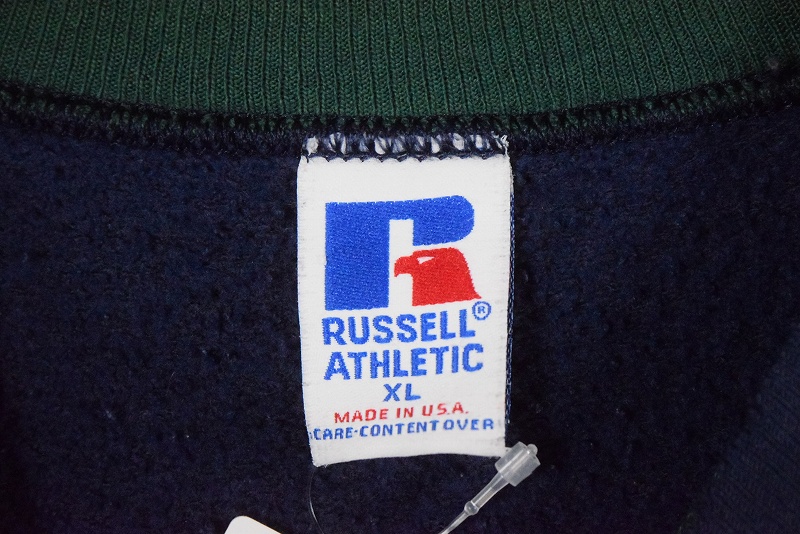 RUSSELL®
ATHLETIC
XL
MADE IN U.S.A.
CARE·CONTENT OVER